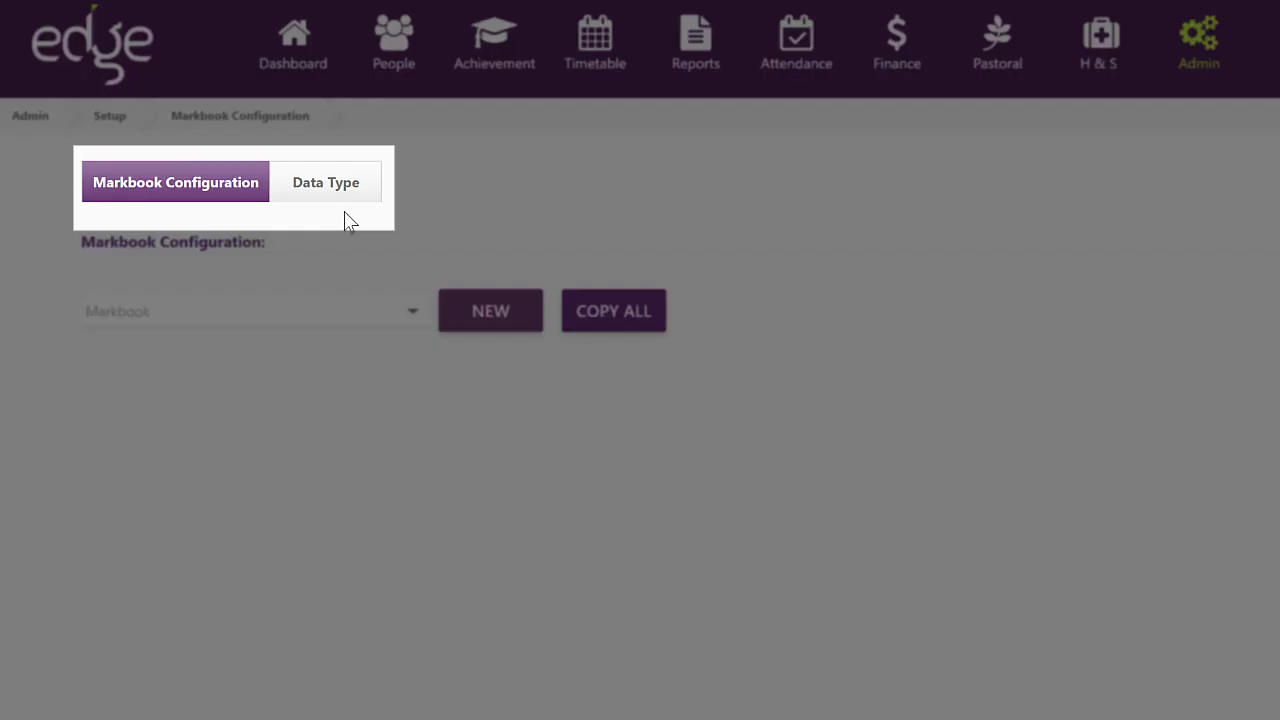 edge
Dashboard People Achievement Timetable Reports Attendance Finance Pastoral H & S Admin
Admin Setup Markbook Configuration
Markbook Configuration Data Type
Markbook Configuration:
Markbook NEW COPY ALL